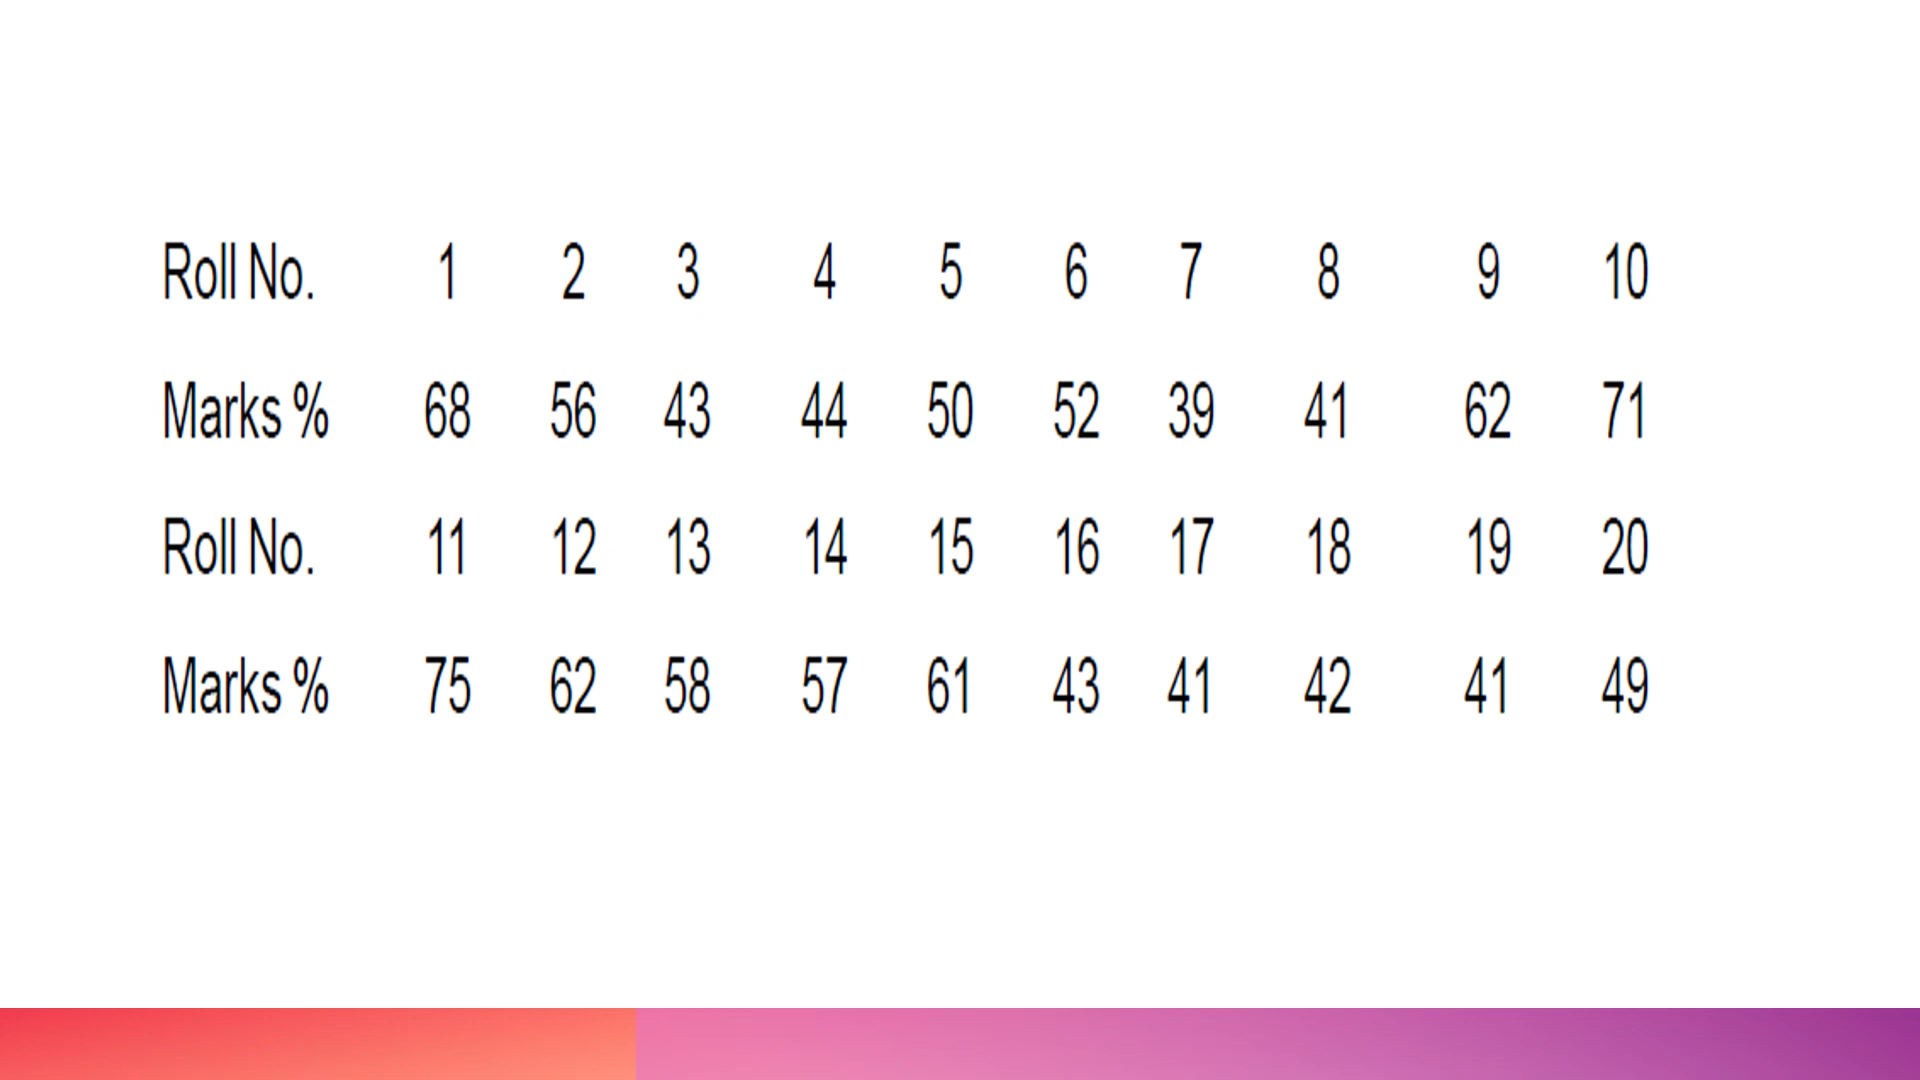 Roll No. 1 2 3 4 5 6 7 8 9 10
Marks % 68 56 43 44 50 52 39 41 62 71
Roll No. 11 12 13 14 15 16 17 18 19 20
Marks % 75 62 58 57 61 43 41 42 41 49